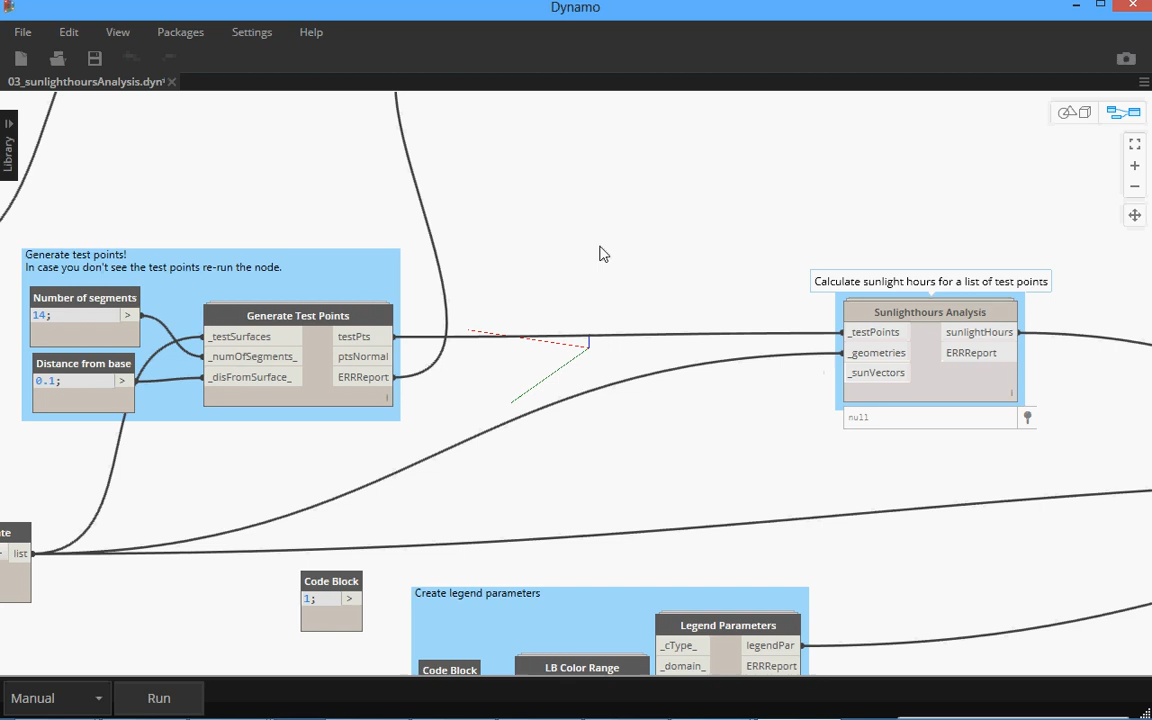 Dynamo
File Edit View Packages Settings Help
03_sunlighthoursAnalysis.dyn*
Library
Generate test points!
In case you don't see the test points re-run the node.
Number of segments
14; >
Distance from base
0.1; >
Generate Test Points
_testSurfaces testPts
_numOfSegments_ ptsNormal
_disFromSurface_ ERRReport
Calculate sunlight hours for a list of test points
Sunlighthours Analysis
_testPoints sunlightHours
_geometries ERRReport
_sunVectors
null
list
Code Block
1; >
Create legend parameters
Legend Parameters
_cType_ legendPar
_domain_ ERRReport
Code Block
LB Color Range
Manual Run